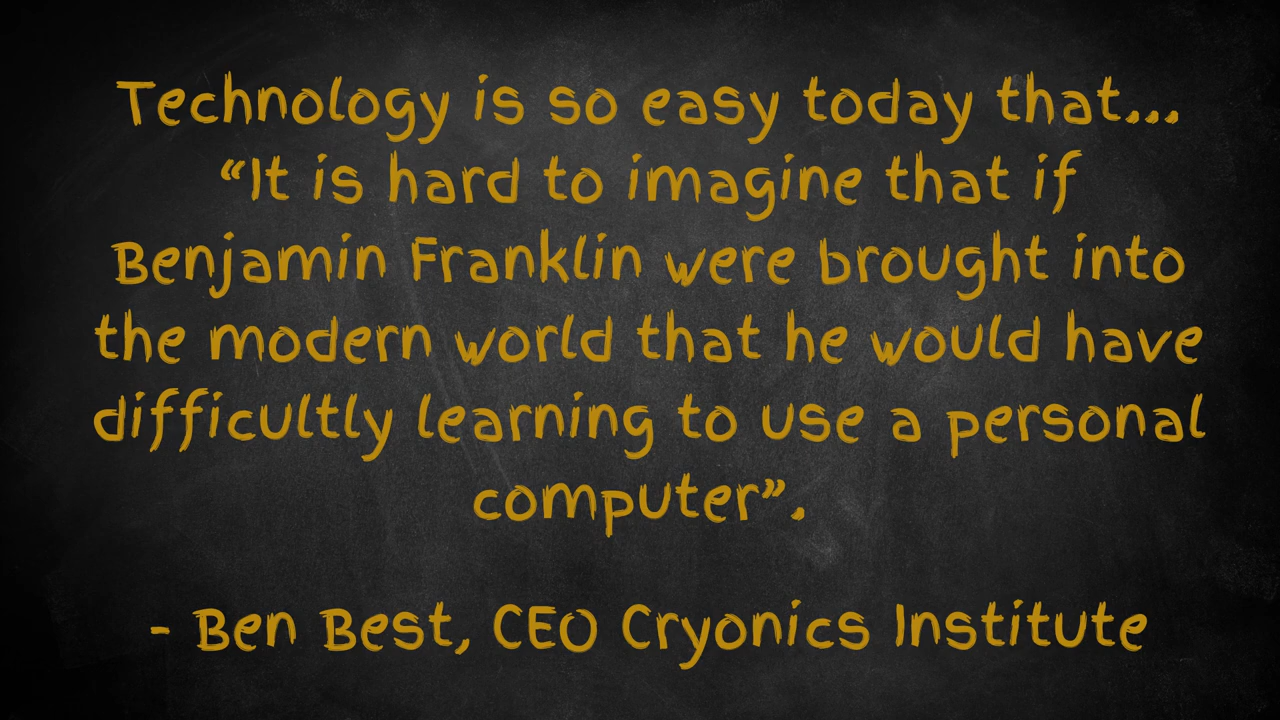 Technology is so easy today that...
“It is hard to imagine that if
Benjamin Franklin were brought into
the modern world that he would have
difficultly learning to use a personal
computer”.
- Ben Best, CEO Cryonics Institute